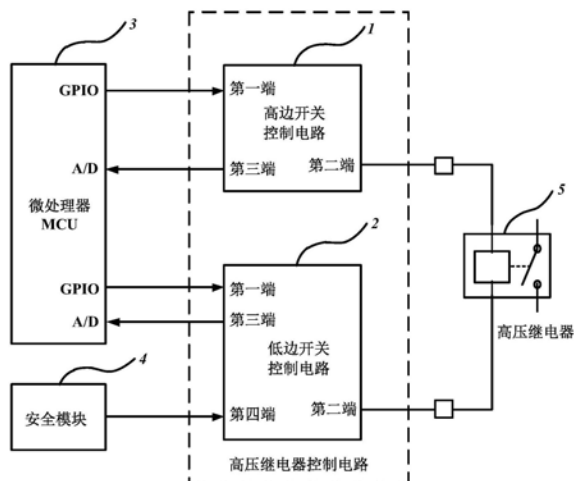 3
1
GPIO
第一端
高边开关
控制电路
A/D
第三端
第二端
微处理器
MCU
5
2
GPIO
第一端
A/D
第三端
高压继电器
低边开关
控制电路
4
安全模块
第四端
第二端
高压继电器控制电路